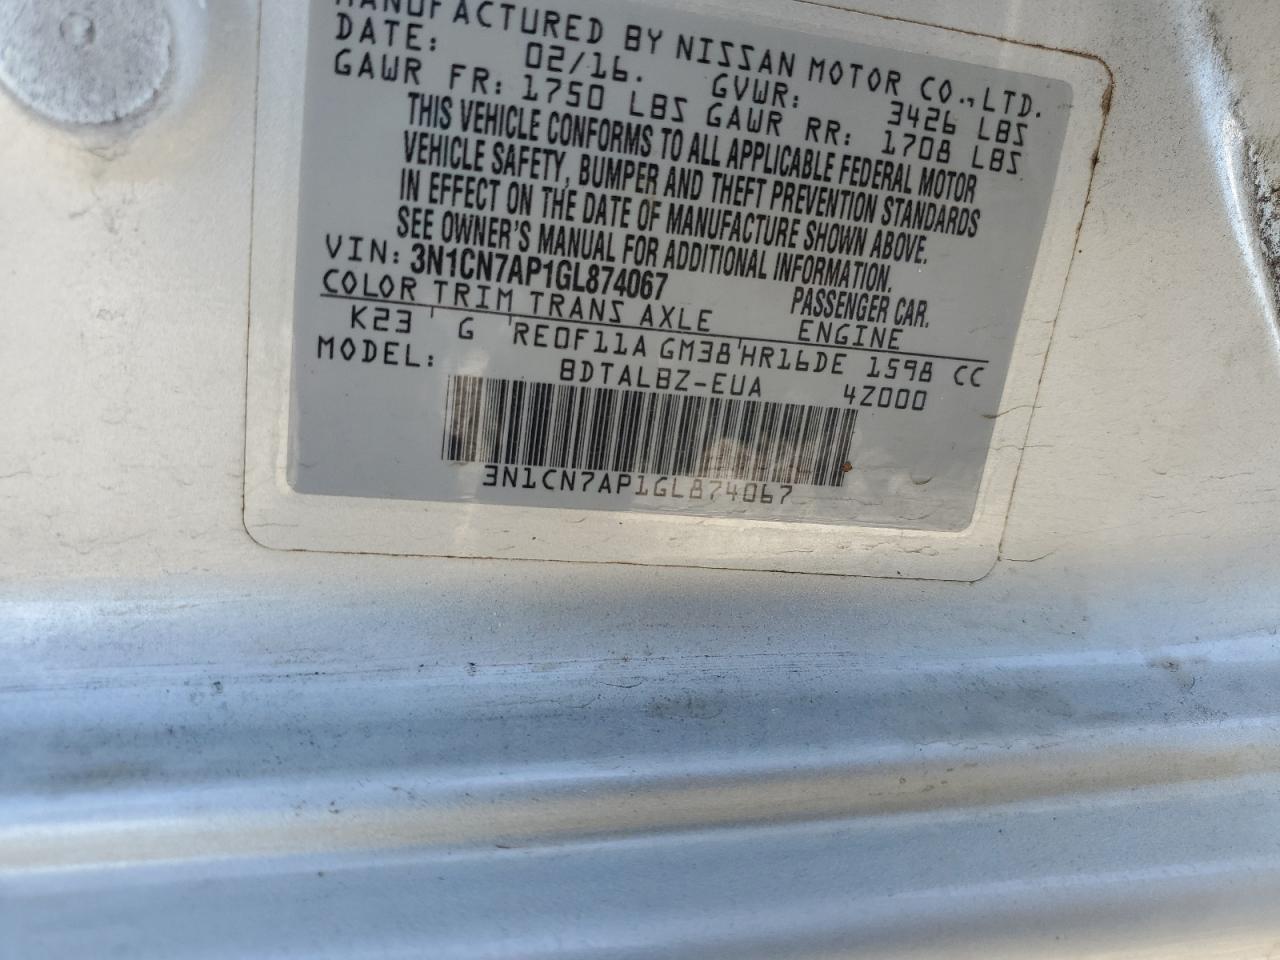 MANUFACTURED BY NISSAN MOTOR CO.,LTD.
DATE: 02/16. GVWR: 3426 LBS
GAWR FR: 1750 LBS GAWR RR: 1708 LBS
THIS VEHICLE CONFORMS TO ALL APPLICABLE FEDERAL MOTOR
VEHICLE SAFETY, BUMPER AND THEFT PREVENTION STANDARDS
IN EFFECT ON THE DATE OF MANUFACTURE SHOWN ABOVE.
SEE OWNER'S MANUAL FOR ADDITIONAL INFORMATION.
VIN: 3N1CN7AP1GL874067 PASSENGER CAR.
COLOR TRIM TRANS AXLE ENGINE
K23 G RE0F11A GM38 HR16DE 1598 CC
MODEL: BDTALBZ-EUA 4Z000
3N1CN7AP1GL874067